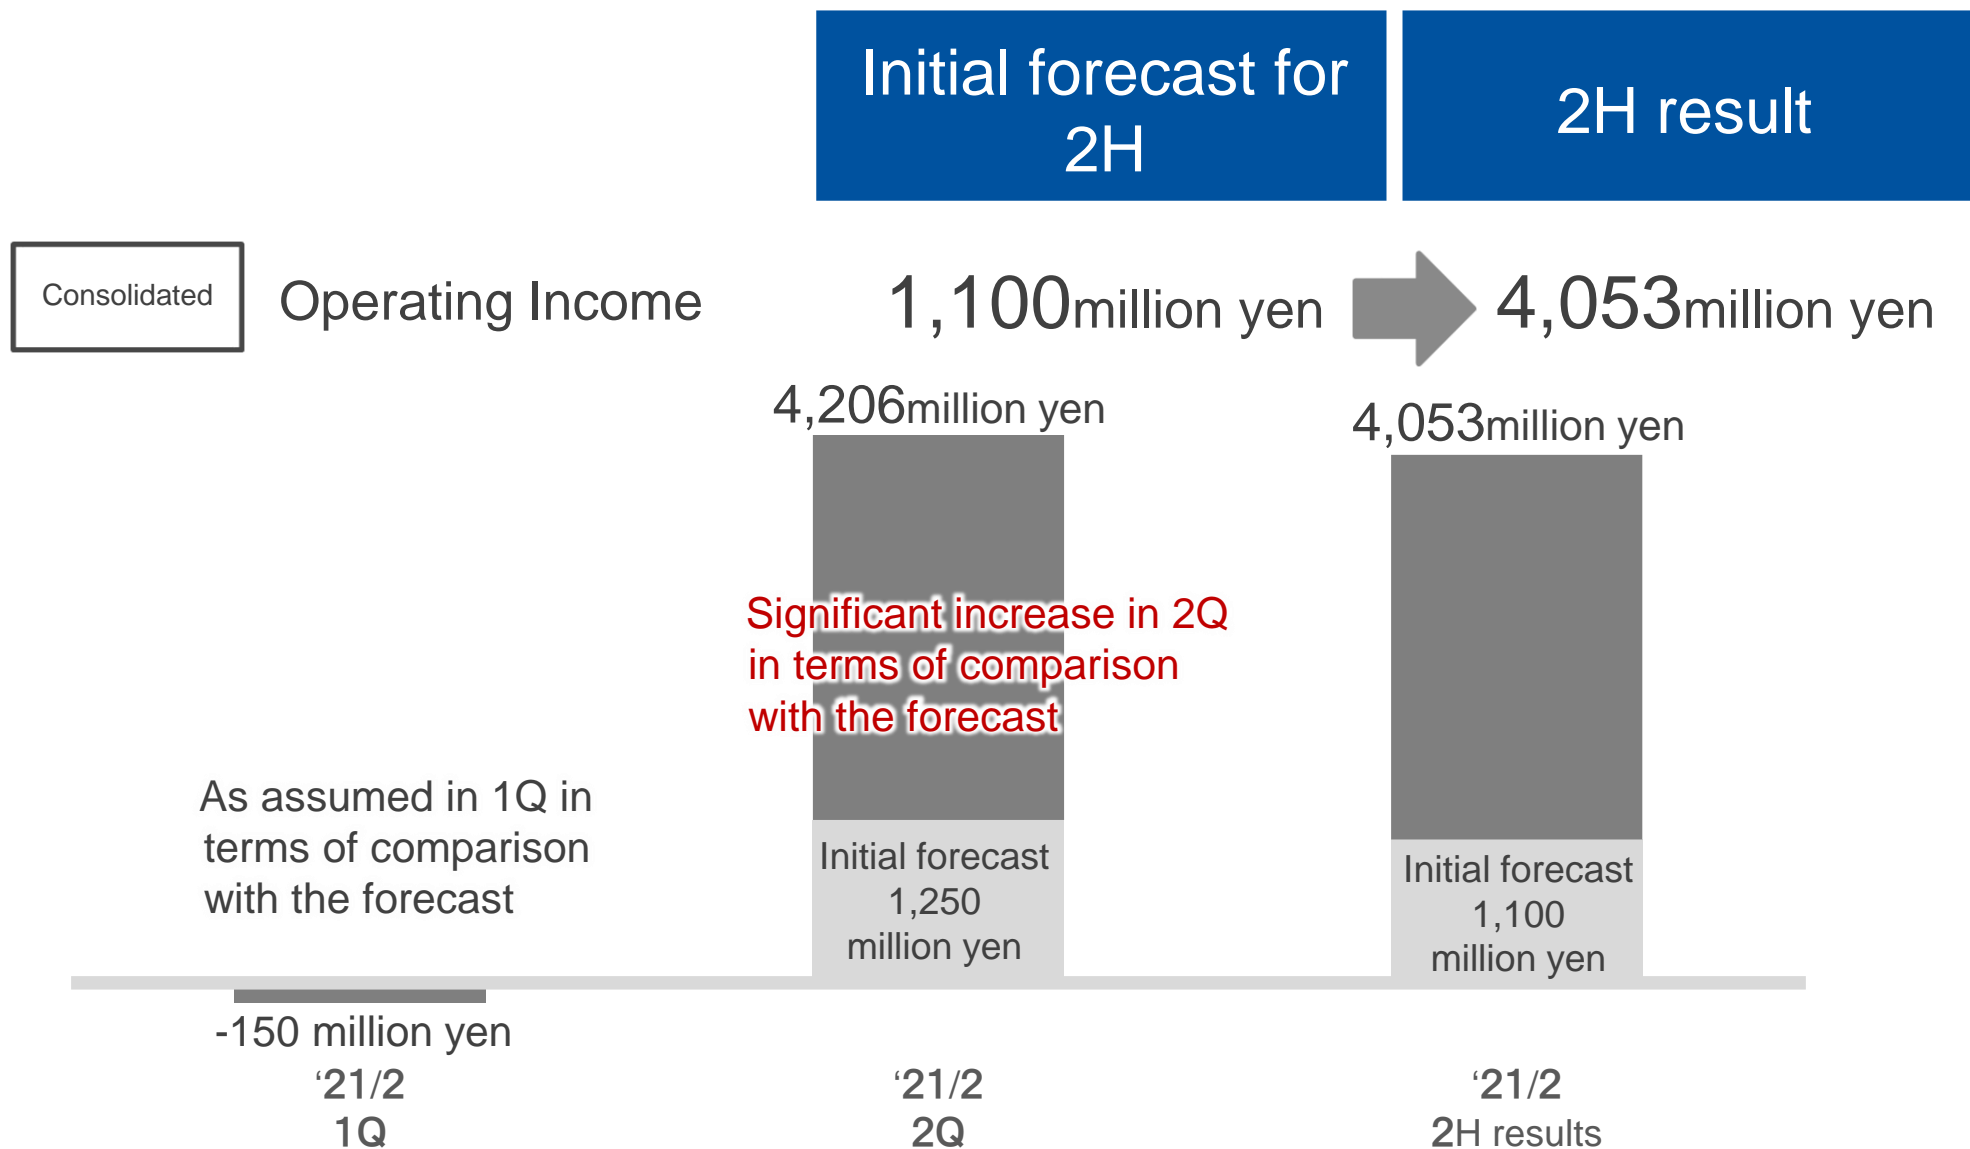 Initial forecast for
2H
2H result
Consolidated
Operating Income
1,100million yen
4,053million yen
4,206million yen
4,053million yen
Significant increase in 2Q
in terms of comparison
with the forecast
As assumed in 1Q in
terms of comparison
with the forecast
Initial forecast
1,250
million yen
Initial forecast
1,100
million yen
-150 million yen
‘21/2
1Q
‘21/2
2Q
‘21/2
2H results